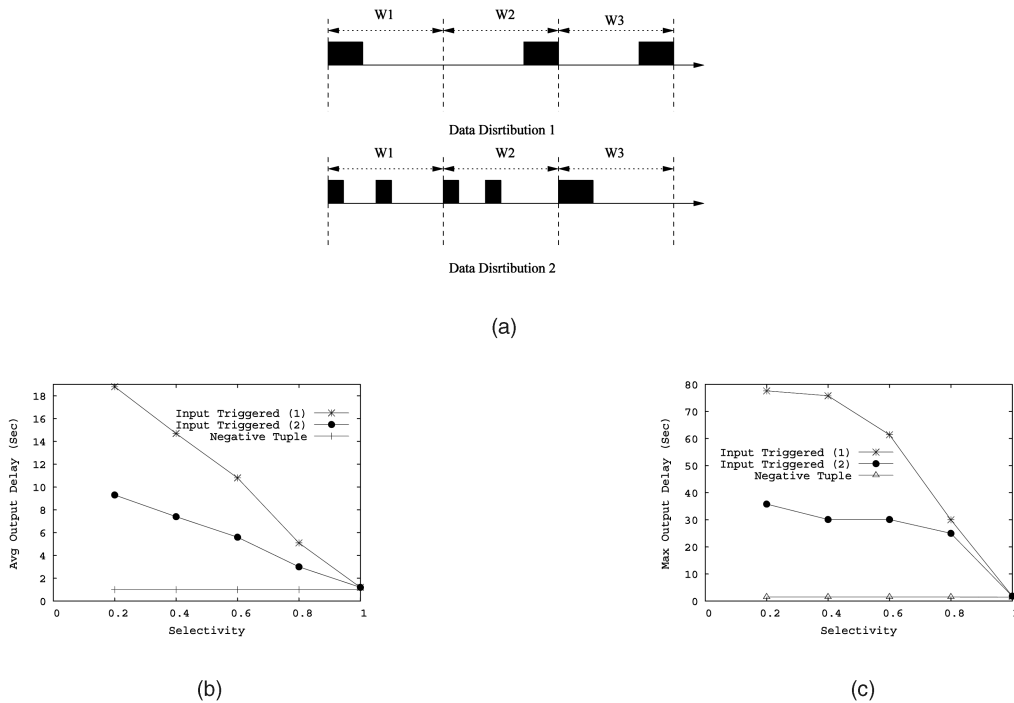 W1 W2 W3
Data Disrtibution 1
W1 W2 W3
Data Disrtibution 2
(a)
Avg Output Delay (Sec)
18
16
14
12
10
8
6
4
2
0
Input Triggered (1)
Input Triggered (2)
Negative Tuple
0 0.2 0.4 0.6 0.8 1
Selectivity
(b)
Max Output Delay (Sec)
80
70
60
50
40
30
20
10
0
Input Triggered (1)
Input Triggered (2)
Negative Tuple
0 0.2 0.4 0.6 0.8 1
Selectivity
(c)